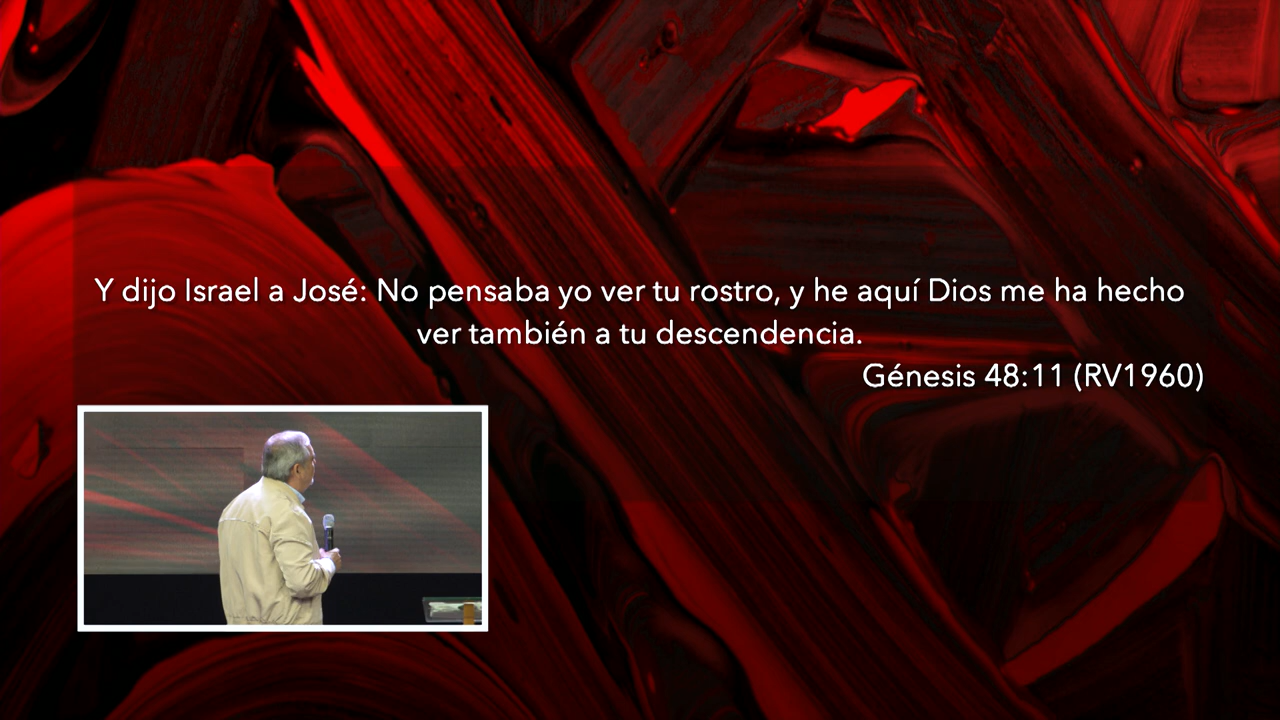 Y dijo Israel a José: No pensaba yo ver tu rostro, y he aquí Dios me ha hecho
ver también a tu descendencia.
Génesis 48:11 (RV1960)